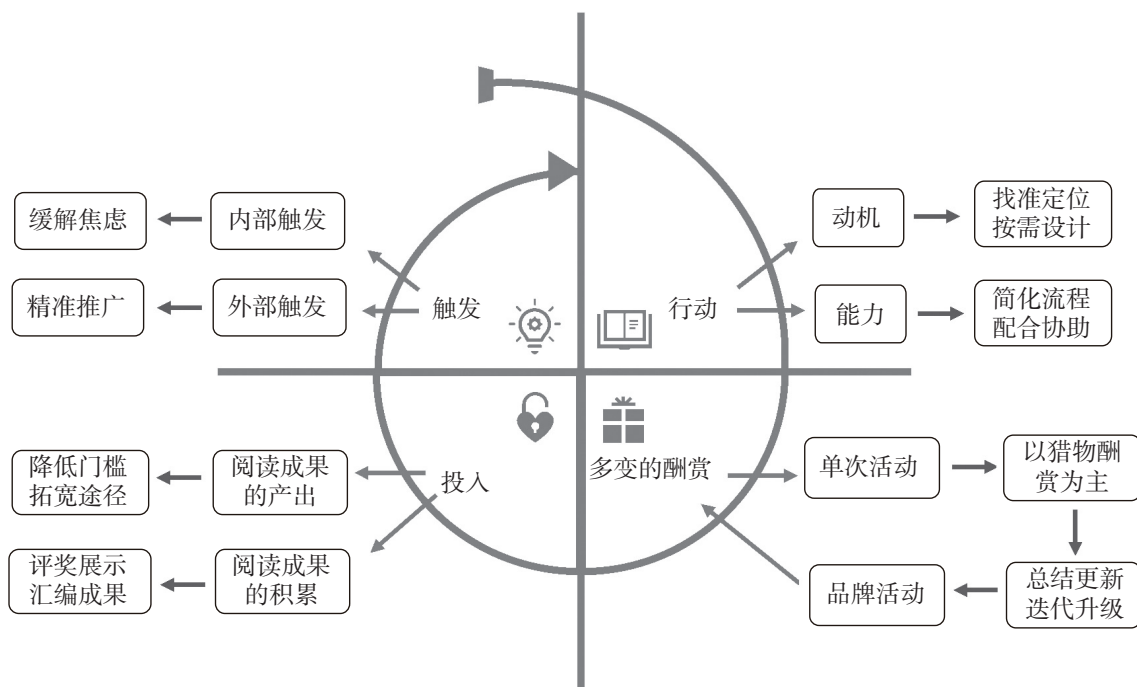 缓解焦虑
内部触发
精准推广
外部触发
触发
行动
动机
找准定位
按需设计
能力
简化流程
配合协助
降低门槛
拓宽途径
阅读成果
的产出
投入
评奖展示
汇编成果
阅读成果
的积累
多变的酬赏
单次活动
以猎物酬
赏为主
品牌活动
总结更新
迭代升级